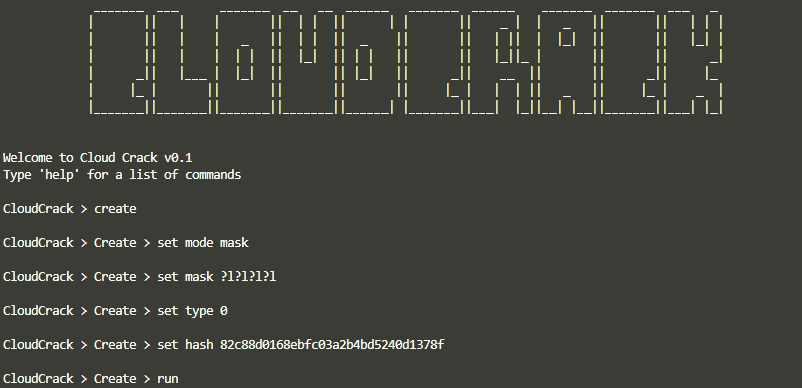 CLOUDCRACK
Welcome to Cloud Crack v0.1
Type 'help' for a list of commands
CloudCrack > create
CloudCrack > Create > set mode mask
CloudCrack > Create > set mask ?l?l?l?l
CloudCrack > Create > set type 0
CloudCrack > Create > set hash 82c88d0168ebfc03a2b4bd5240d1378f
CloudCrack > Create > run